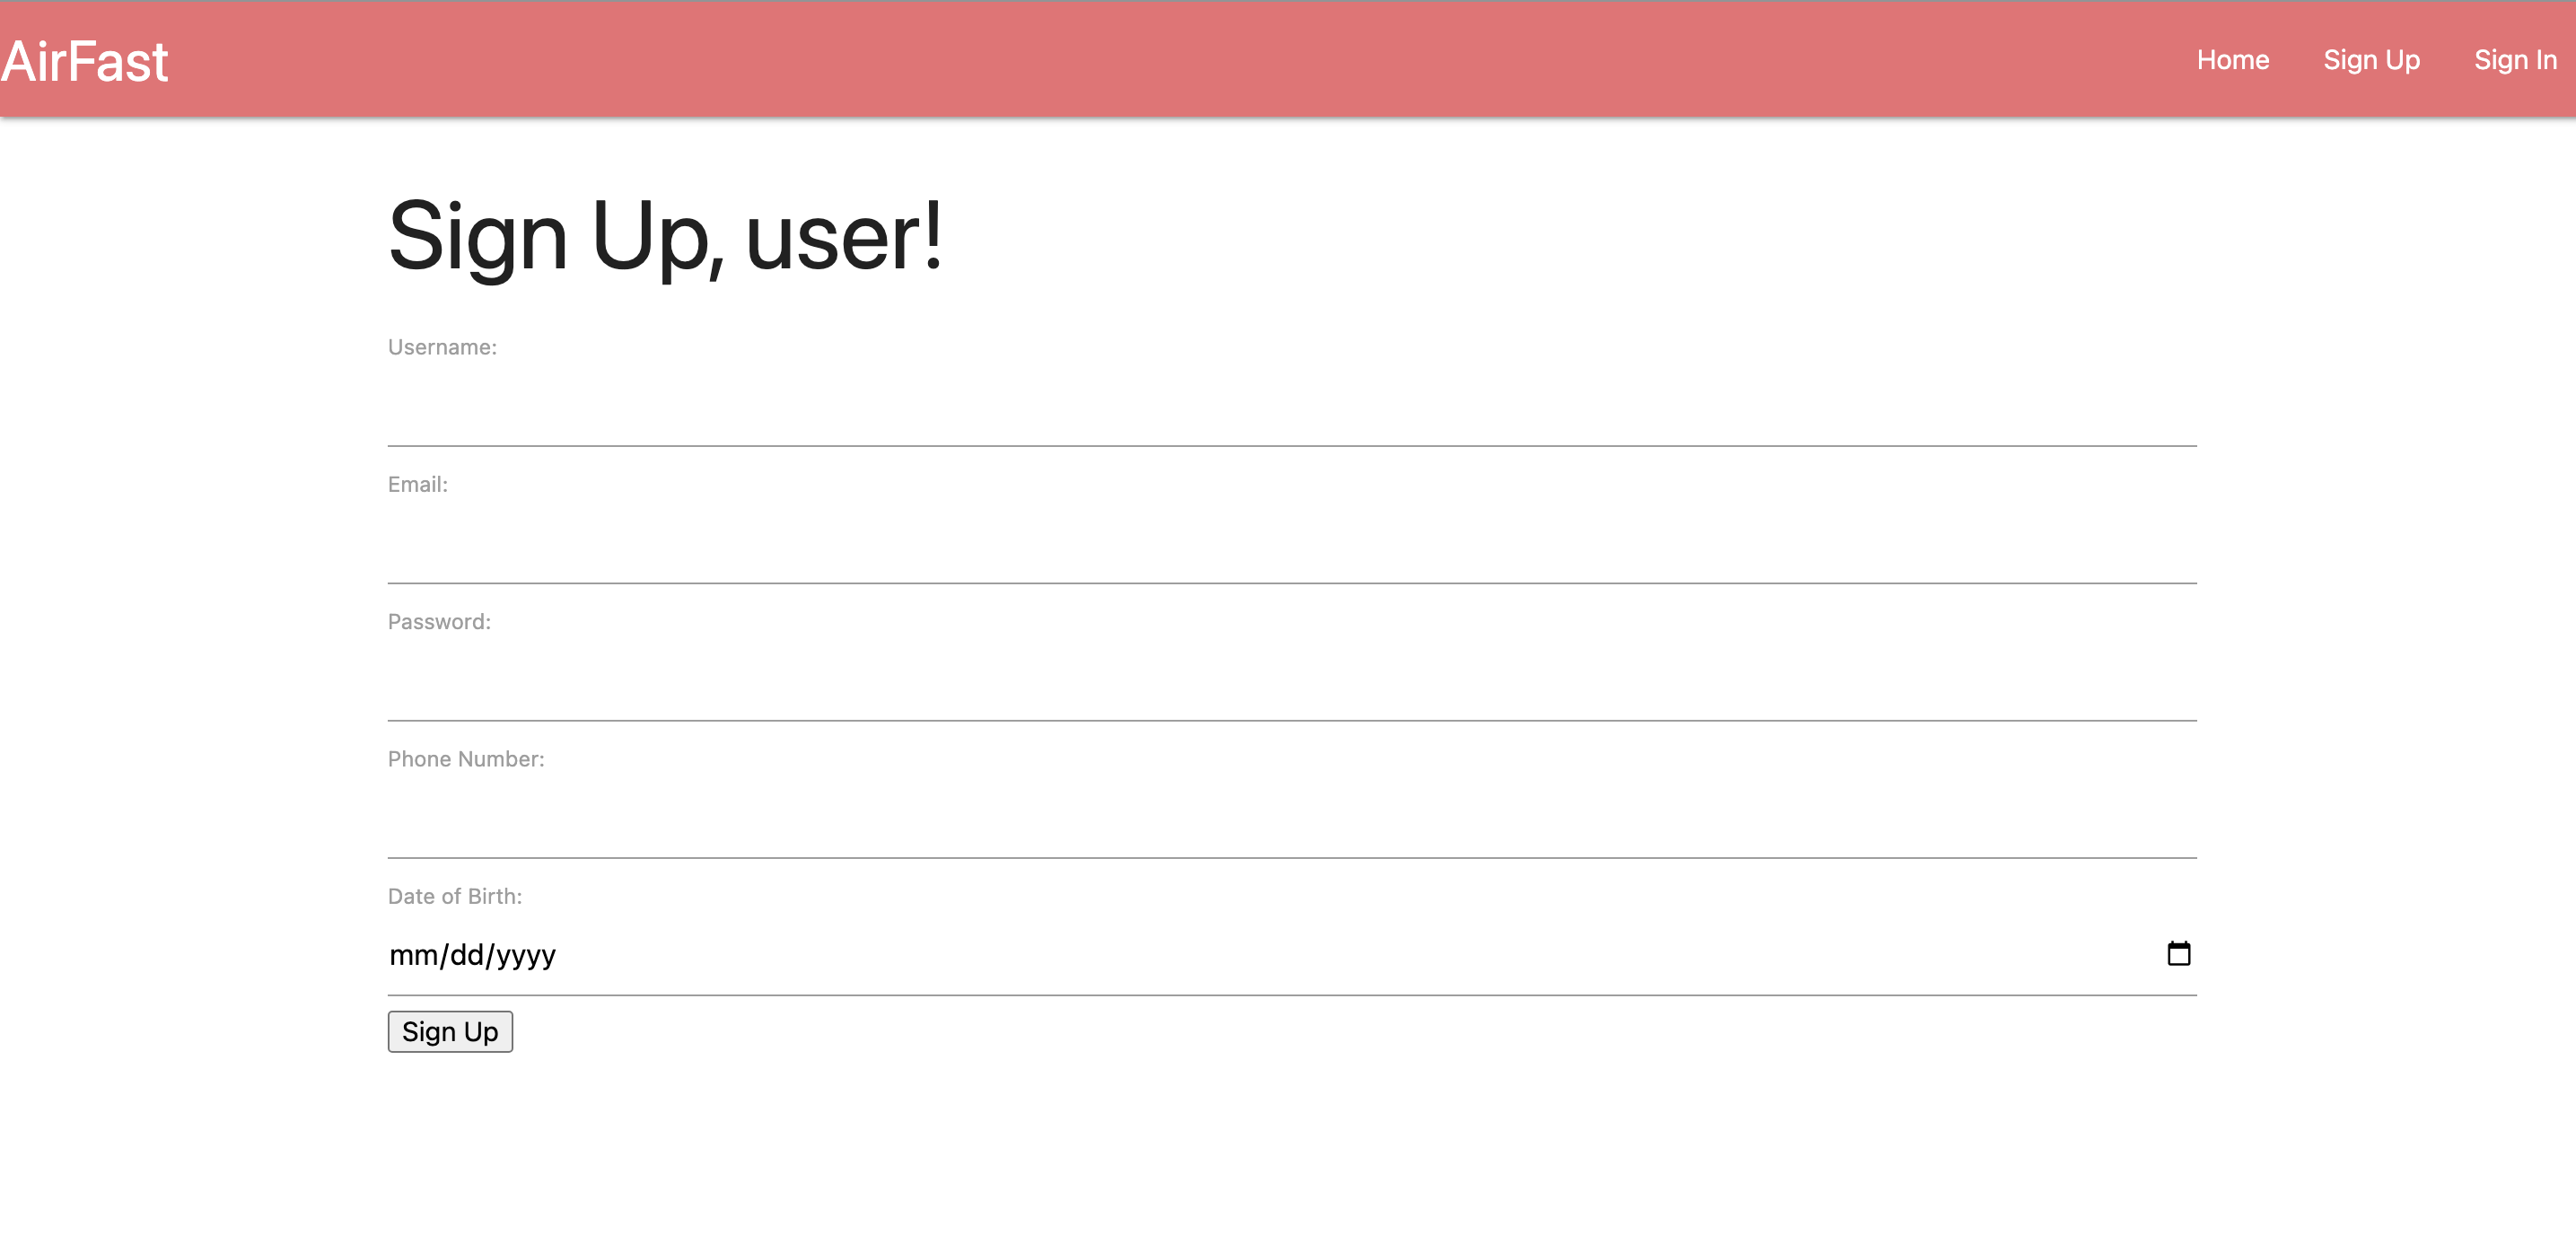 AirFast Home Sign Up Sign In
Sign Up, user!
Username:
Email:
Password:
Phone Number:
Date of Birth:
mm/dd/yyyy
Sign Up